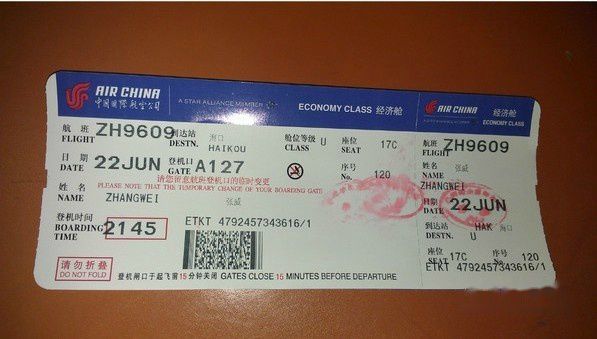 AIR CHINA
中国国际航空公司
A STAR ALLIANCE MEMBER
ECONOMY CLASS 经济舱
航 班 FLIGHT ZH9609 到达站 DESTN. 海口 HAIKOU 舱位等级 CLASS U 座位 SEAT 17C
日 期 DATE 22JUN 登机口 GATE A127 序号 No. 120
请您留意航班登机口的临时变更
PLEASE NOTE THAT THE TEMPORARY CHANGE OF YOUR BOARDING GATE
姓 名 NAME 张威 ZHANGWEI
登机时间 BOARDING TIME 2145
ETKT 4792457343616/1
请勿折叠
DO NOT FOLD
登机闸口于起飞前15分钟关闭 GATES CLOSE 15 MINUTES BEFORE DEPARTURE
AIR CHINA 经济舱
航班 FLIGHT ZH9609
姓名 NAME 张威
ZHANGWEI
日期 DATE 22JUN
到达站 DESTN. HAK 海口
U
座位 SEAT 17C 序号 No. 120
ETKT 4792457343616/1